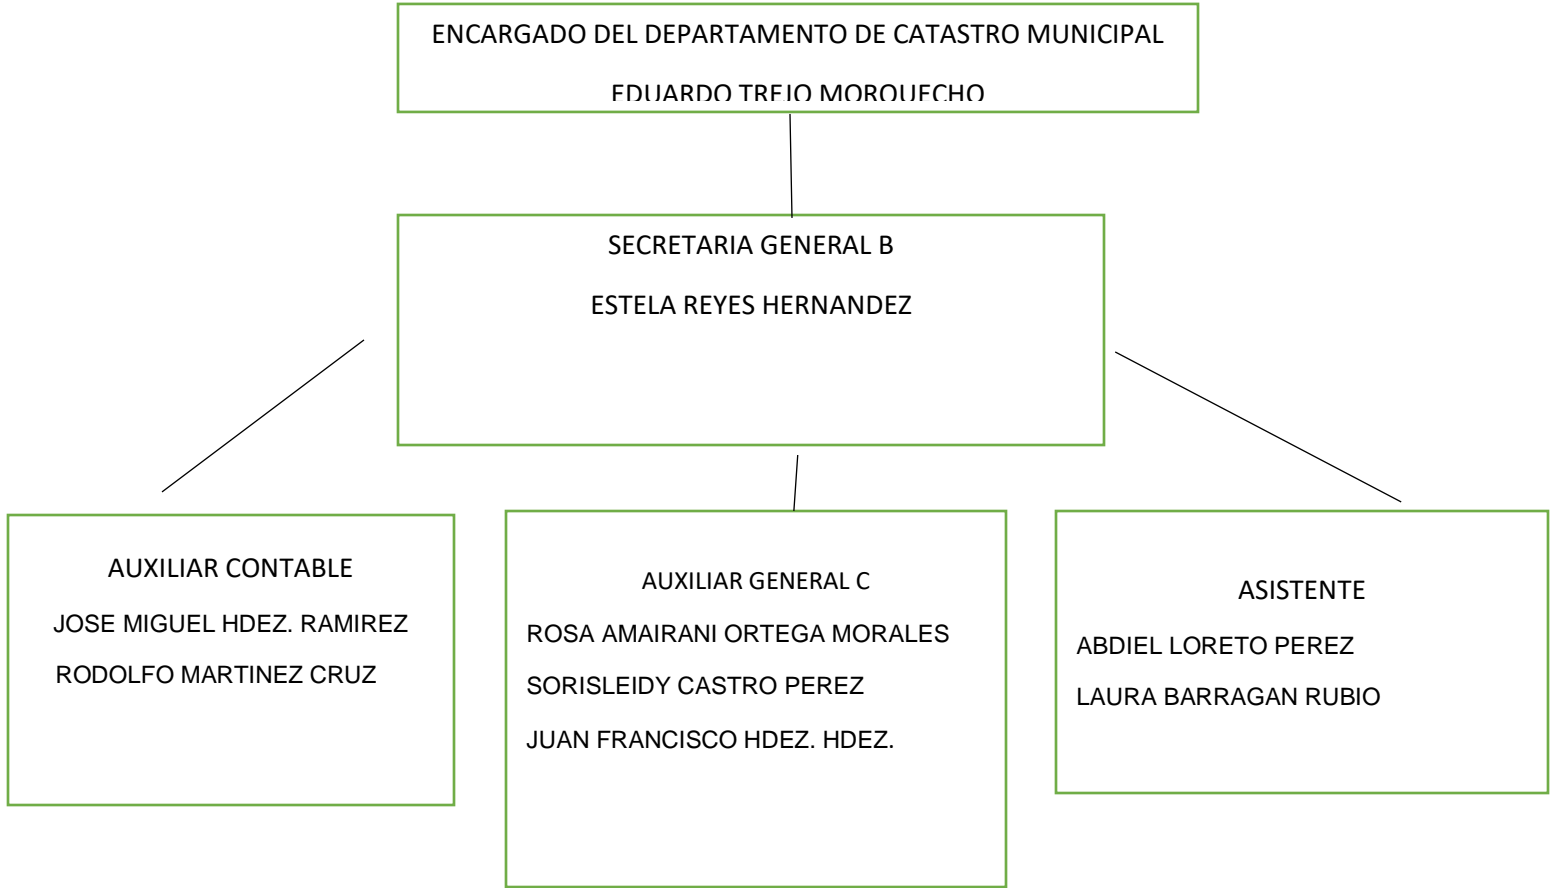 ENCARGADO DEL DEPARTAMENTO DE CATASTRO MUNICIPAL
EDUARDO TREJO MORQUECHO
SECRETARIA GENERAL B
ESTELA REYES HERNANDEZ
AUXILIAR CONTABLE
JOSE MIGUEL HDEZ. RAMIREZ
RODOLFO MARTINEZ CRUZ
AUXILIAR GENERAL C
ROSA AMAIRANI ORTEGA MORALES
SORISLEIDY CASTRO PEREZ
JUAN FRANCISCO HDEZ. HDEZ.
ASISTENTE
ABDIEL LORETO PEREZ
LAURA BARRAGAN RUBIO